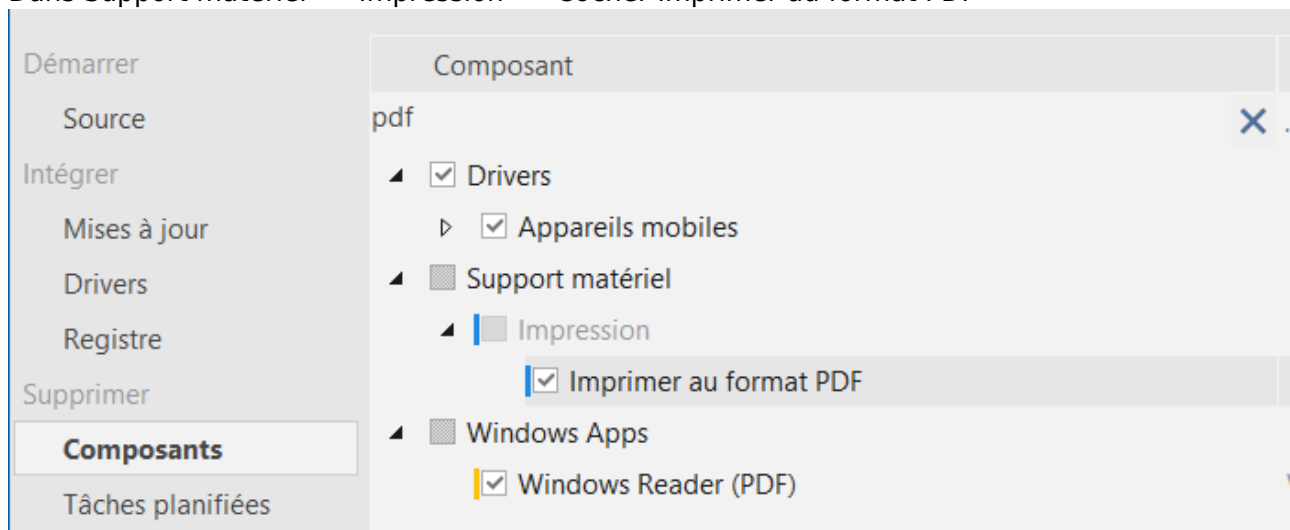 Démarrer
Composant
Source
pdf
Intégrer
Drivers
Mises à jour
Appareils mobiles
Drivers
Support matériel
Registre
Impression
Supprimer
Imprimer au format PDF
Composants
Windows Apps
Tâches planifiées
Windows Reader (PDF)